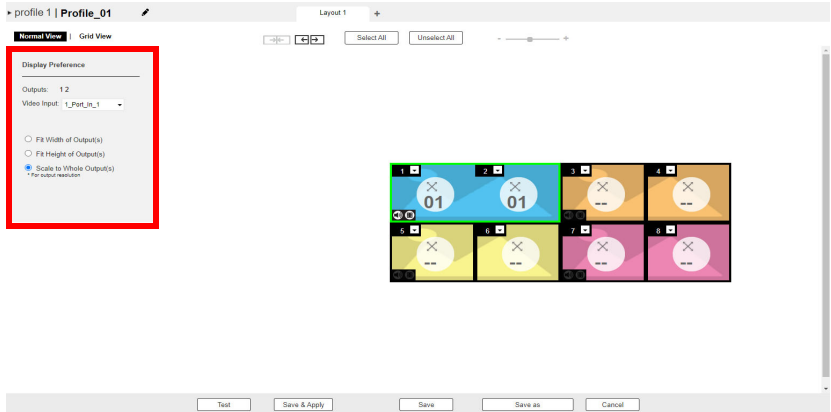 ▸ profile 1 | Profile_01
Layout 1 +
Normal View | Grid View
Select All Unselect All - +
Display Preference
Outputs: 1 2
Video Input: 1_Port_In_1
Fit Width of Output(s)
Fit Height of Output(s)
Scale to Whole Output(s)
* For output resolution
1 2 3 4
01 01 -- --
5 6 7 8
-- -- -- --
Test Save & Apply Save Save as Cancel